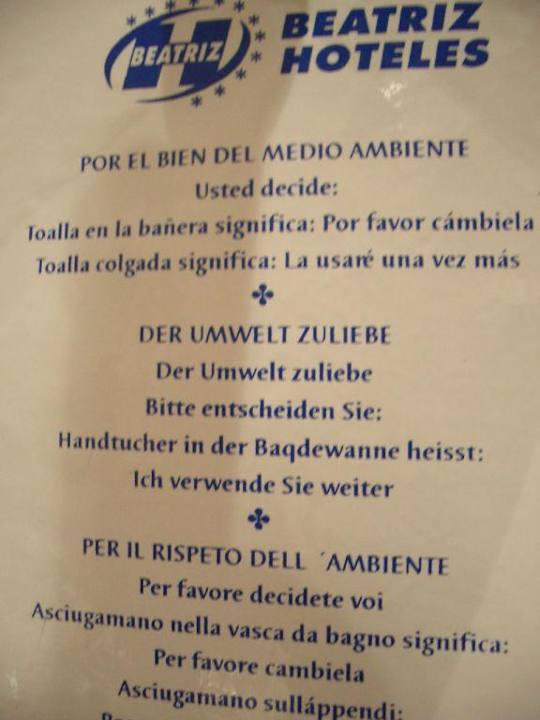 BEATRIZ
BEATRIZ
HOTELES
POR EL BIEN DEL MEDIO AMBIENTE
Usted decide:
Toalla en la bañera significa: Por favor cámbiela
Toalla colgada significa: La usaré una vez más
DER UMWELT ZULIEBE
Der Umwelt zuliebe
Bitte entscheiden Sie:
Handtucher in der Baqdewanne heisst:
Ich verwende Sie weiter
PER IL RISPETO DELL ´AMBIENTE
Per favore decidete voi
Asciugamano nella vasca da bagno significa:
Per favore cambiela
Asciugamano sulláppendi: